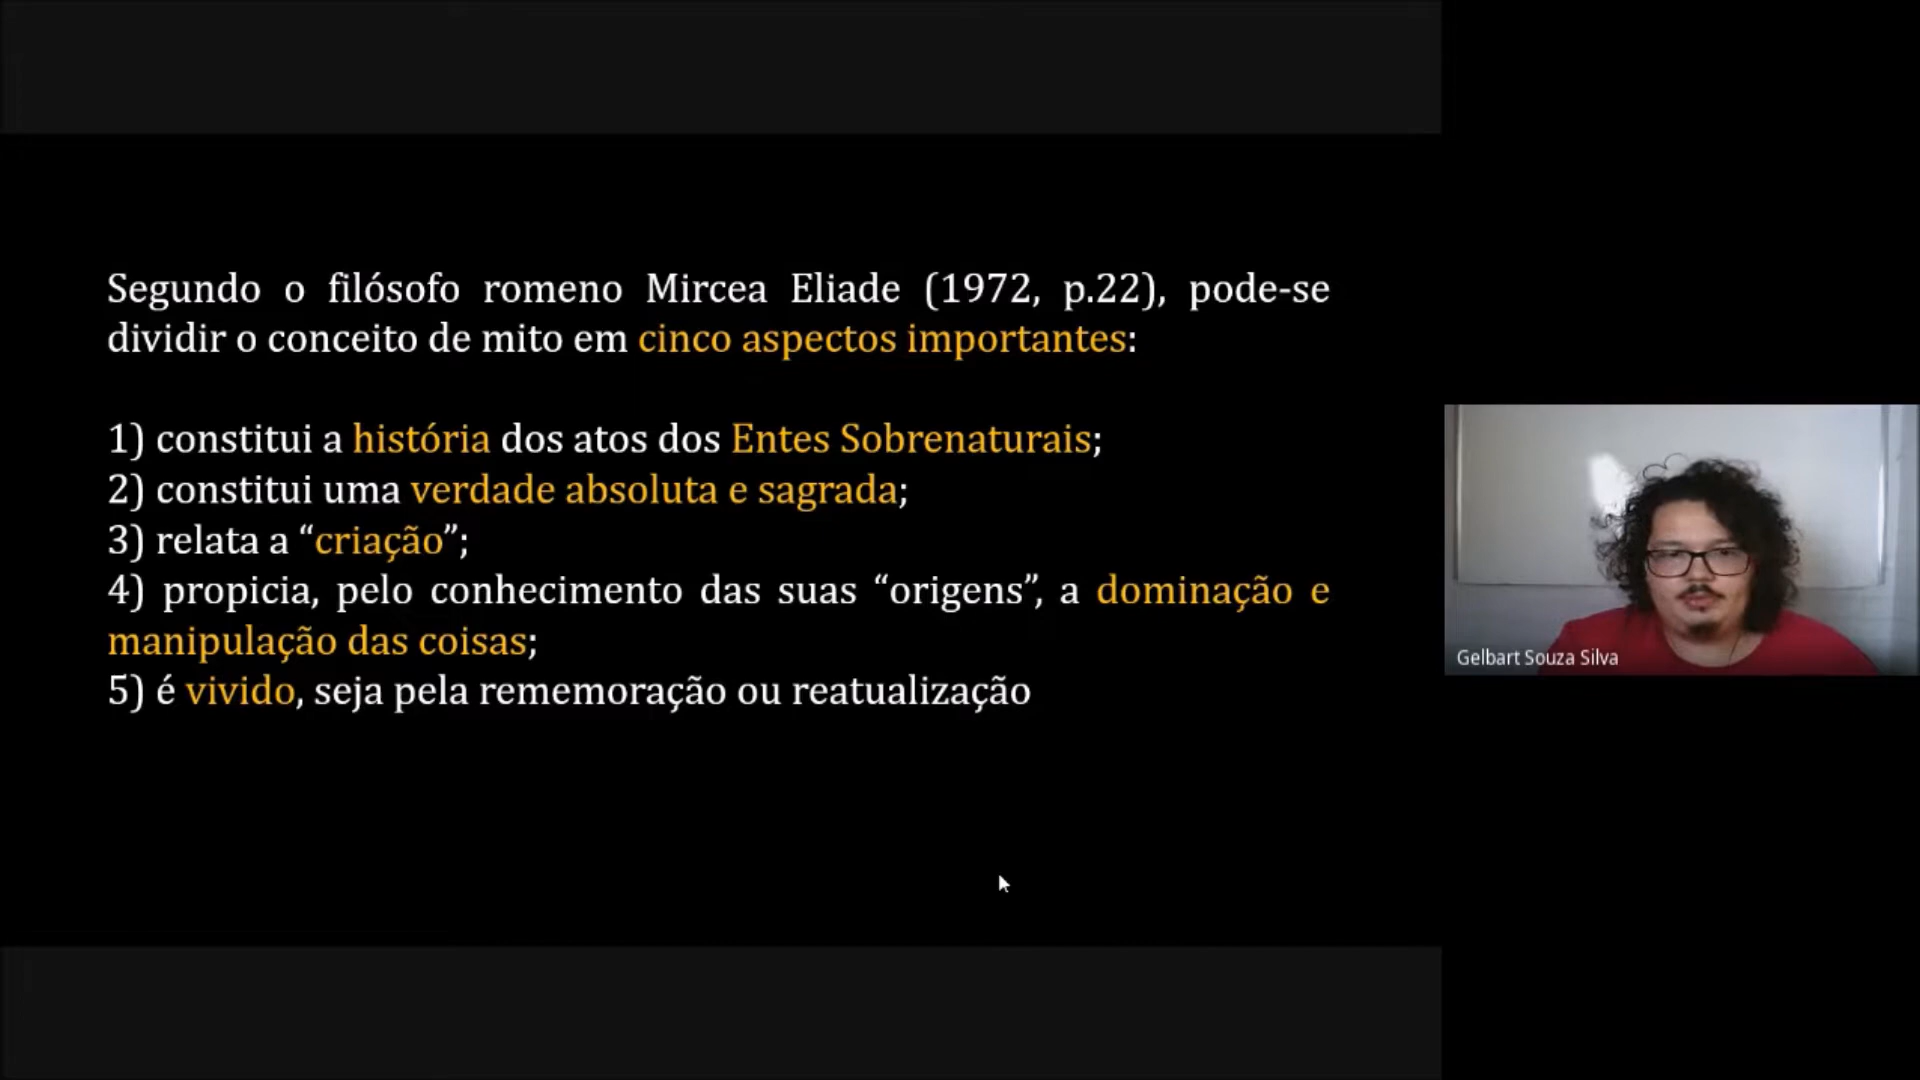 Segundo o filósofo romeno Mircea Eliade (1972, p.22), pode-se
dividir o conceito de mito em cinco aspectos importantes:
1) constitui a história dos atos dos Entes Sobrenaturais;
2) constitui uma verdade absoluta e sagrada;
3) relata a “criação”;
4) propicia, pelo conhecimento das suas “origens”, a dominação e
manipulação das coisas;
5) é vivido, seja pela rememoração ou reatualização
Gelbart Souza Silva